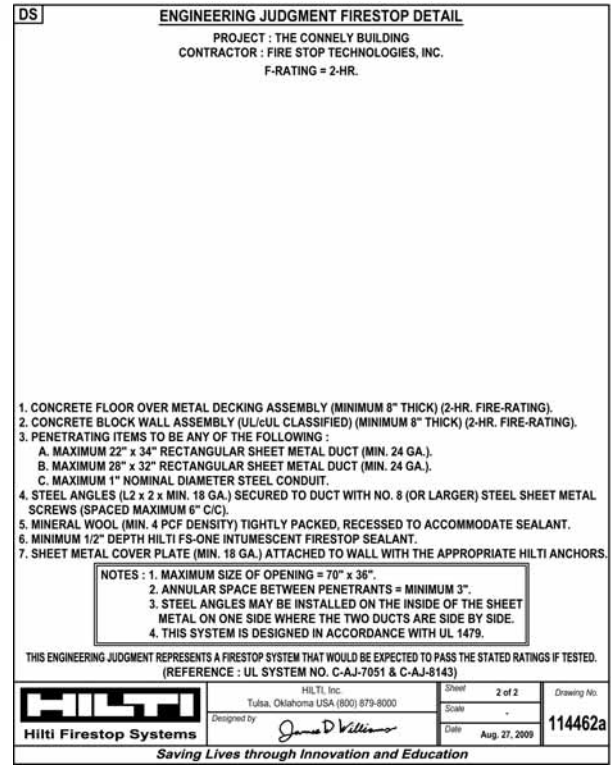 DS
ENGINEERING JUDGMENT FIRESTOP DETAIL
PROJECT : THE CONNELY BUILDING
CONTRACTOR : FIRE STOP TECHNOLOGIES, INC.
F-RATING = 2-HR.
1. CONCRETE FLOOR OVER METAL DECKING ASSEMBLY (MINIMUM 8" THICK) (2-HR. FIRE-RATING).
2. CONCRETE BLOCK WALL ASSEMBLY (UL/cUL CLASSIFIED) (MINIMUM 8" THICK) (2-HR. FIRE-RATING).
3. PENETRATING ITEMS TO BE ANY OF THE FOLLOWING :
A. MAXIMUM 22" x 34" RECTANGULAR SHEET METAL DUCT (MIN. 24 GA.).
B. MAXIMUM 28" x 32" RECTANGULAR SHEET METAL DUCT (MIN. 24 GA.).
C. MAXIMUM 1" NOMINAL DIAMETER STEEL CONDUIT.
4. STEEL ANGLES (L2 x 2 x MIN. 18 GA.) SECURED TO DUCT WITH NO. 8 (OR LARGER) STEEL SHEET METAL
SCREWS (SPACED MAXIMUM 6" C/C).
5. MINERAL WOOL (MIN. 4 PCF DENSITY) TIGHTLY PACKED, RECESSED TO ACCOMMODATE SEALANT.
6. MINIMUM 1/2" DEPTH HILTI FS-ONE INTUMESCENT FIRESTOP SEALANT.
7. SHEET METAL COVER PLATE (MIN. 18 GA.) ATTACHED TO WALL WITH THE APPROPRIATE HILTI ANCHORS.
NOTES : 1. MAXIMUM SIZE OF OPENING = 70" x 36".
2. ANNULAR SPACE BETWEEN PENETRANTS = MINIMUM 3".
3. STEEL ANGLES MAY BE INSTALLED ON THE INSIDE OF THE SHEET
METAL ON ONE SIDE WHERE THE TWO DUCTS ARE SIDE BY SIDE.
4. THIS SYSTEM IS DESIGNED IN ACCORDANCE WITH UL 1479.
THIS ENGINEERING JUDGMENT REPRESENTS A FIRESTOP SYSTEM THAT WOULD BE EXPECTED TO PASS THE STATED RATINGS IF TESTED.
(REFERENCE : UL SYSTEM NO. C-AJ-7051 & C-AJ-8143)
HILTI
Hilti Firestop Systems
HILTI, Inc.
Tulsa, Oklahoma USA (800) 879-8000
Designed by
James D Williams
Sheet 2 of 2
Scale -
Date Aug. 27, 2009
Drawing No.
114462a
Saving Lives through Innovation and Education